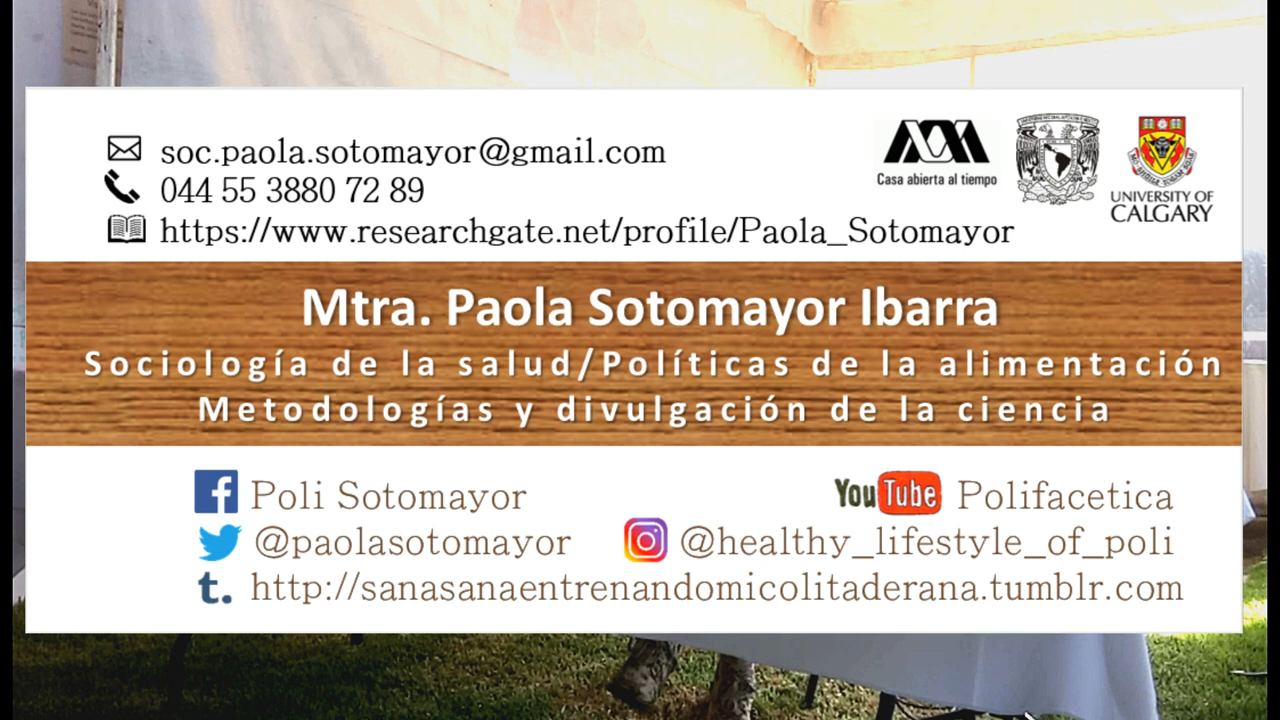 soc.paola.sotomayor@gmail.com
044 55 3880 72 89
https://www.researchgate.net/profile/Paola_Sotomayor
Casa abierta al tiempo
UNIVERSITY OF
CALGARY
Mtra. Paola Sotomayor Ibarra
Sociología de la salud/Políticas de la alimentación
Metodologías y divulgación de la ciencia
Poli Sotomayor
YouTube Polifacetica
@paolasotomayor
@healthy_lifestyle_of_poli
t. http://sanasanaentrenandomicolitaderana.tumblr.com